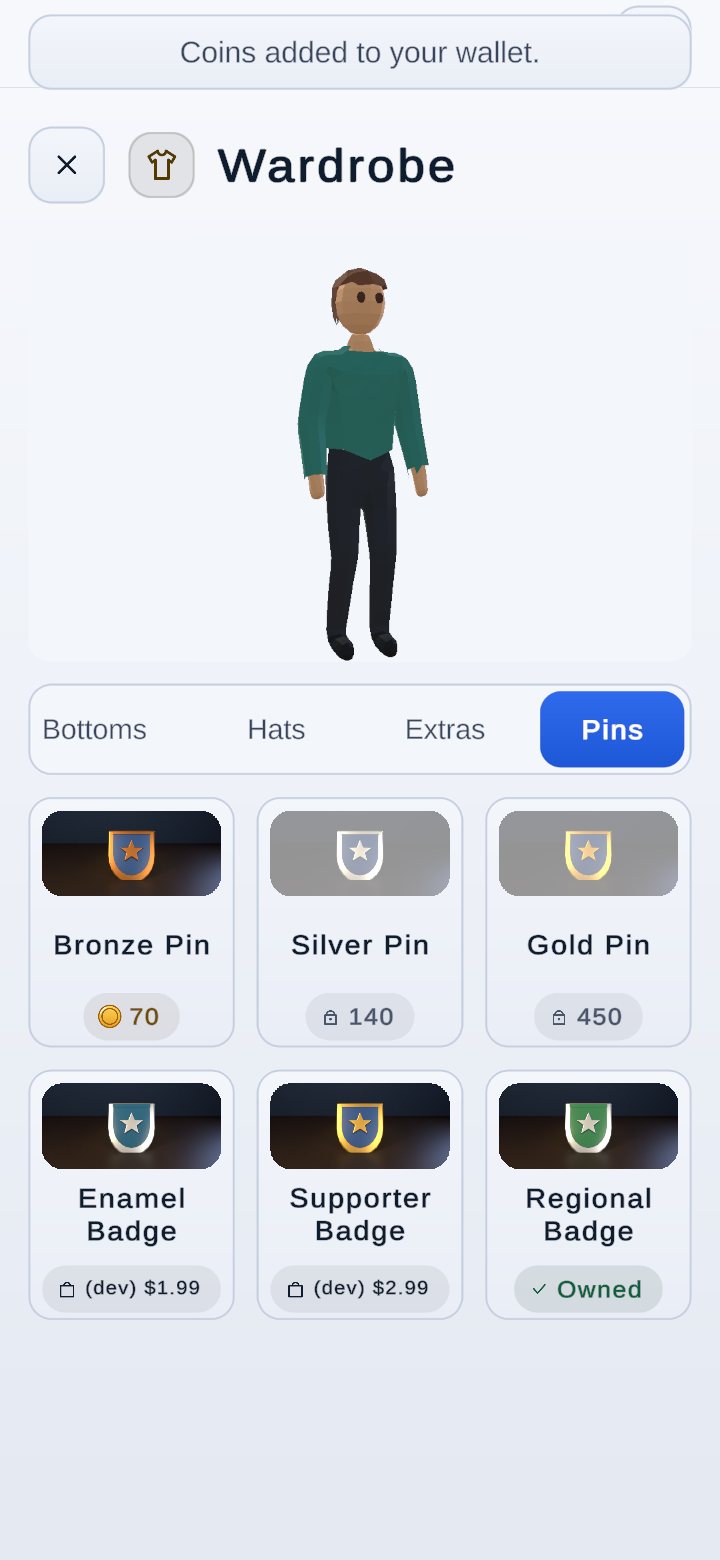 Coins added to your wallet.
Wardrobe
Bottoms Hats Extras Pins
Bronze Pin Silver Pin Gold Pin
70 140 450
Enamel Supporter Regional
Badge Badge Badge
(dev) $1.99 (dev) $2.99 Owned